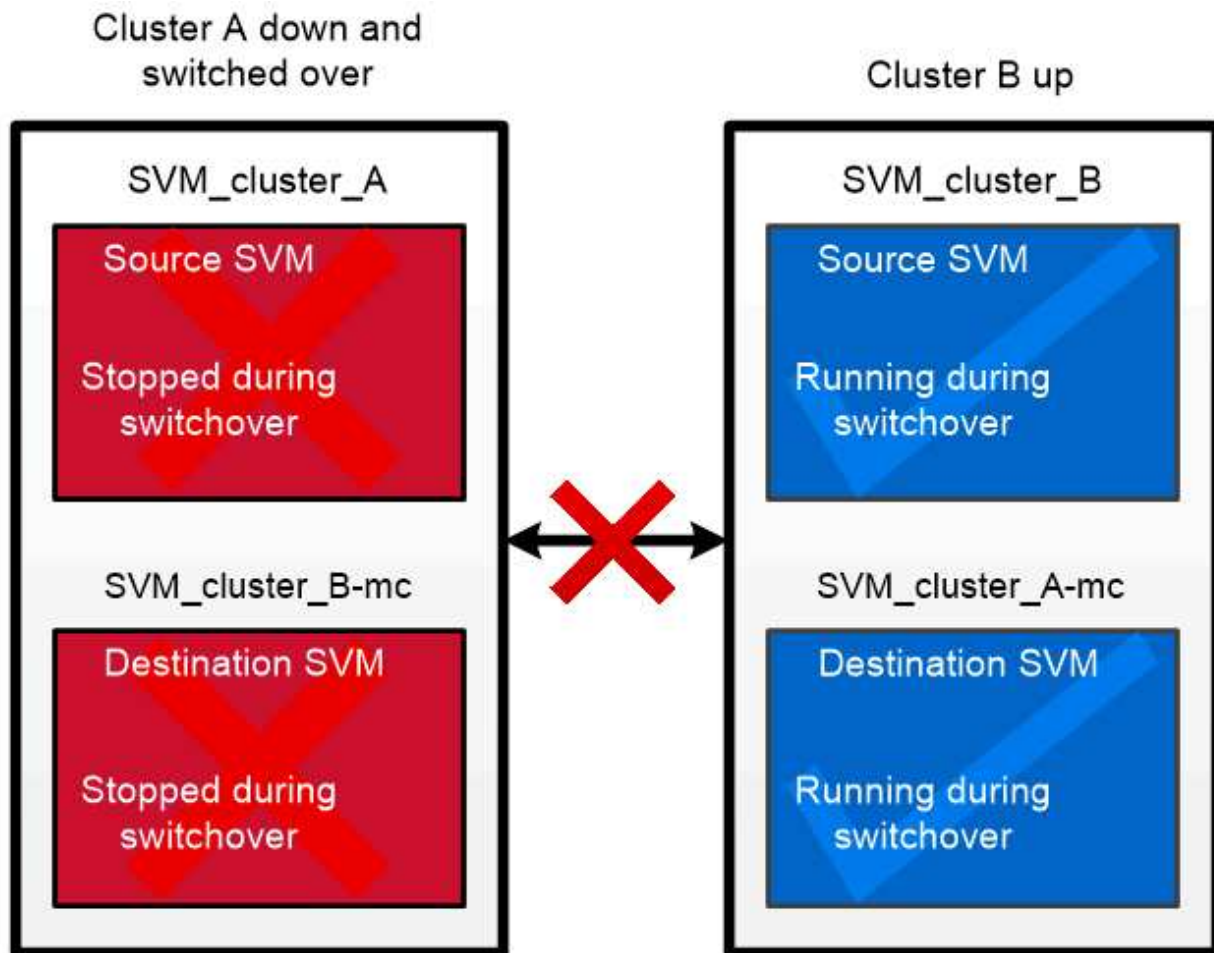 Cluster A down and
switched over
SVM_cluster_A
Source SVM
Stopped during
switchover
SVM_cluster_B-mc
Destination SVM
Stopped during
switchover
Cluster B up
SVM_cluster_B
Source SVM
Running during
switchover
SVM_cluster_A-mc
Destination SVM
Running during
switchover